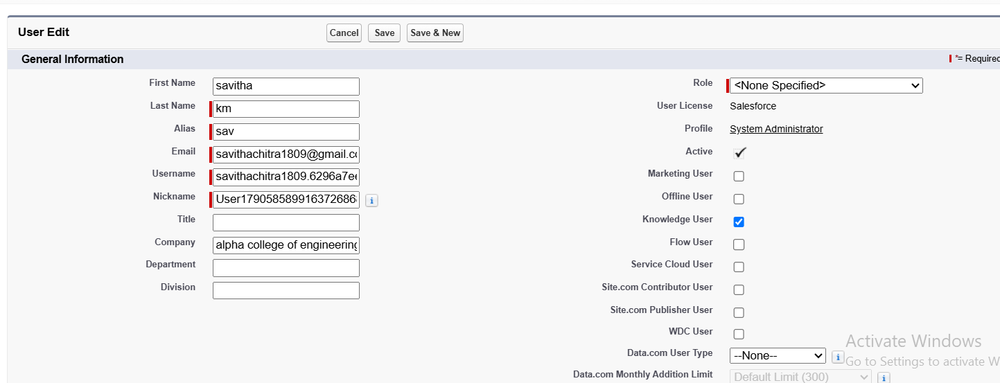 User Edit
Cancel
Save
Save & New
General Information
*= Required
First Name savitha
Last Name km
Alias sav
Email savithachitra1809@gmail.co
Username savithachitra1809.6296a7ee
Nickname
Title
Company alpha college of engineering
Department
Division
Role <None Specified>
User License Salesforce
Profile System Administrator
Active
Marketing User
Offline User
Knowledge User
Flow User
Service Cloud User
Site.com Contributor User
Site.com Publisher User
WDC User
Data.com User Type --None--
Data.com Monthly Addition Limit Default Limit (300)
Activate Windows
Go to Settings to activate W